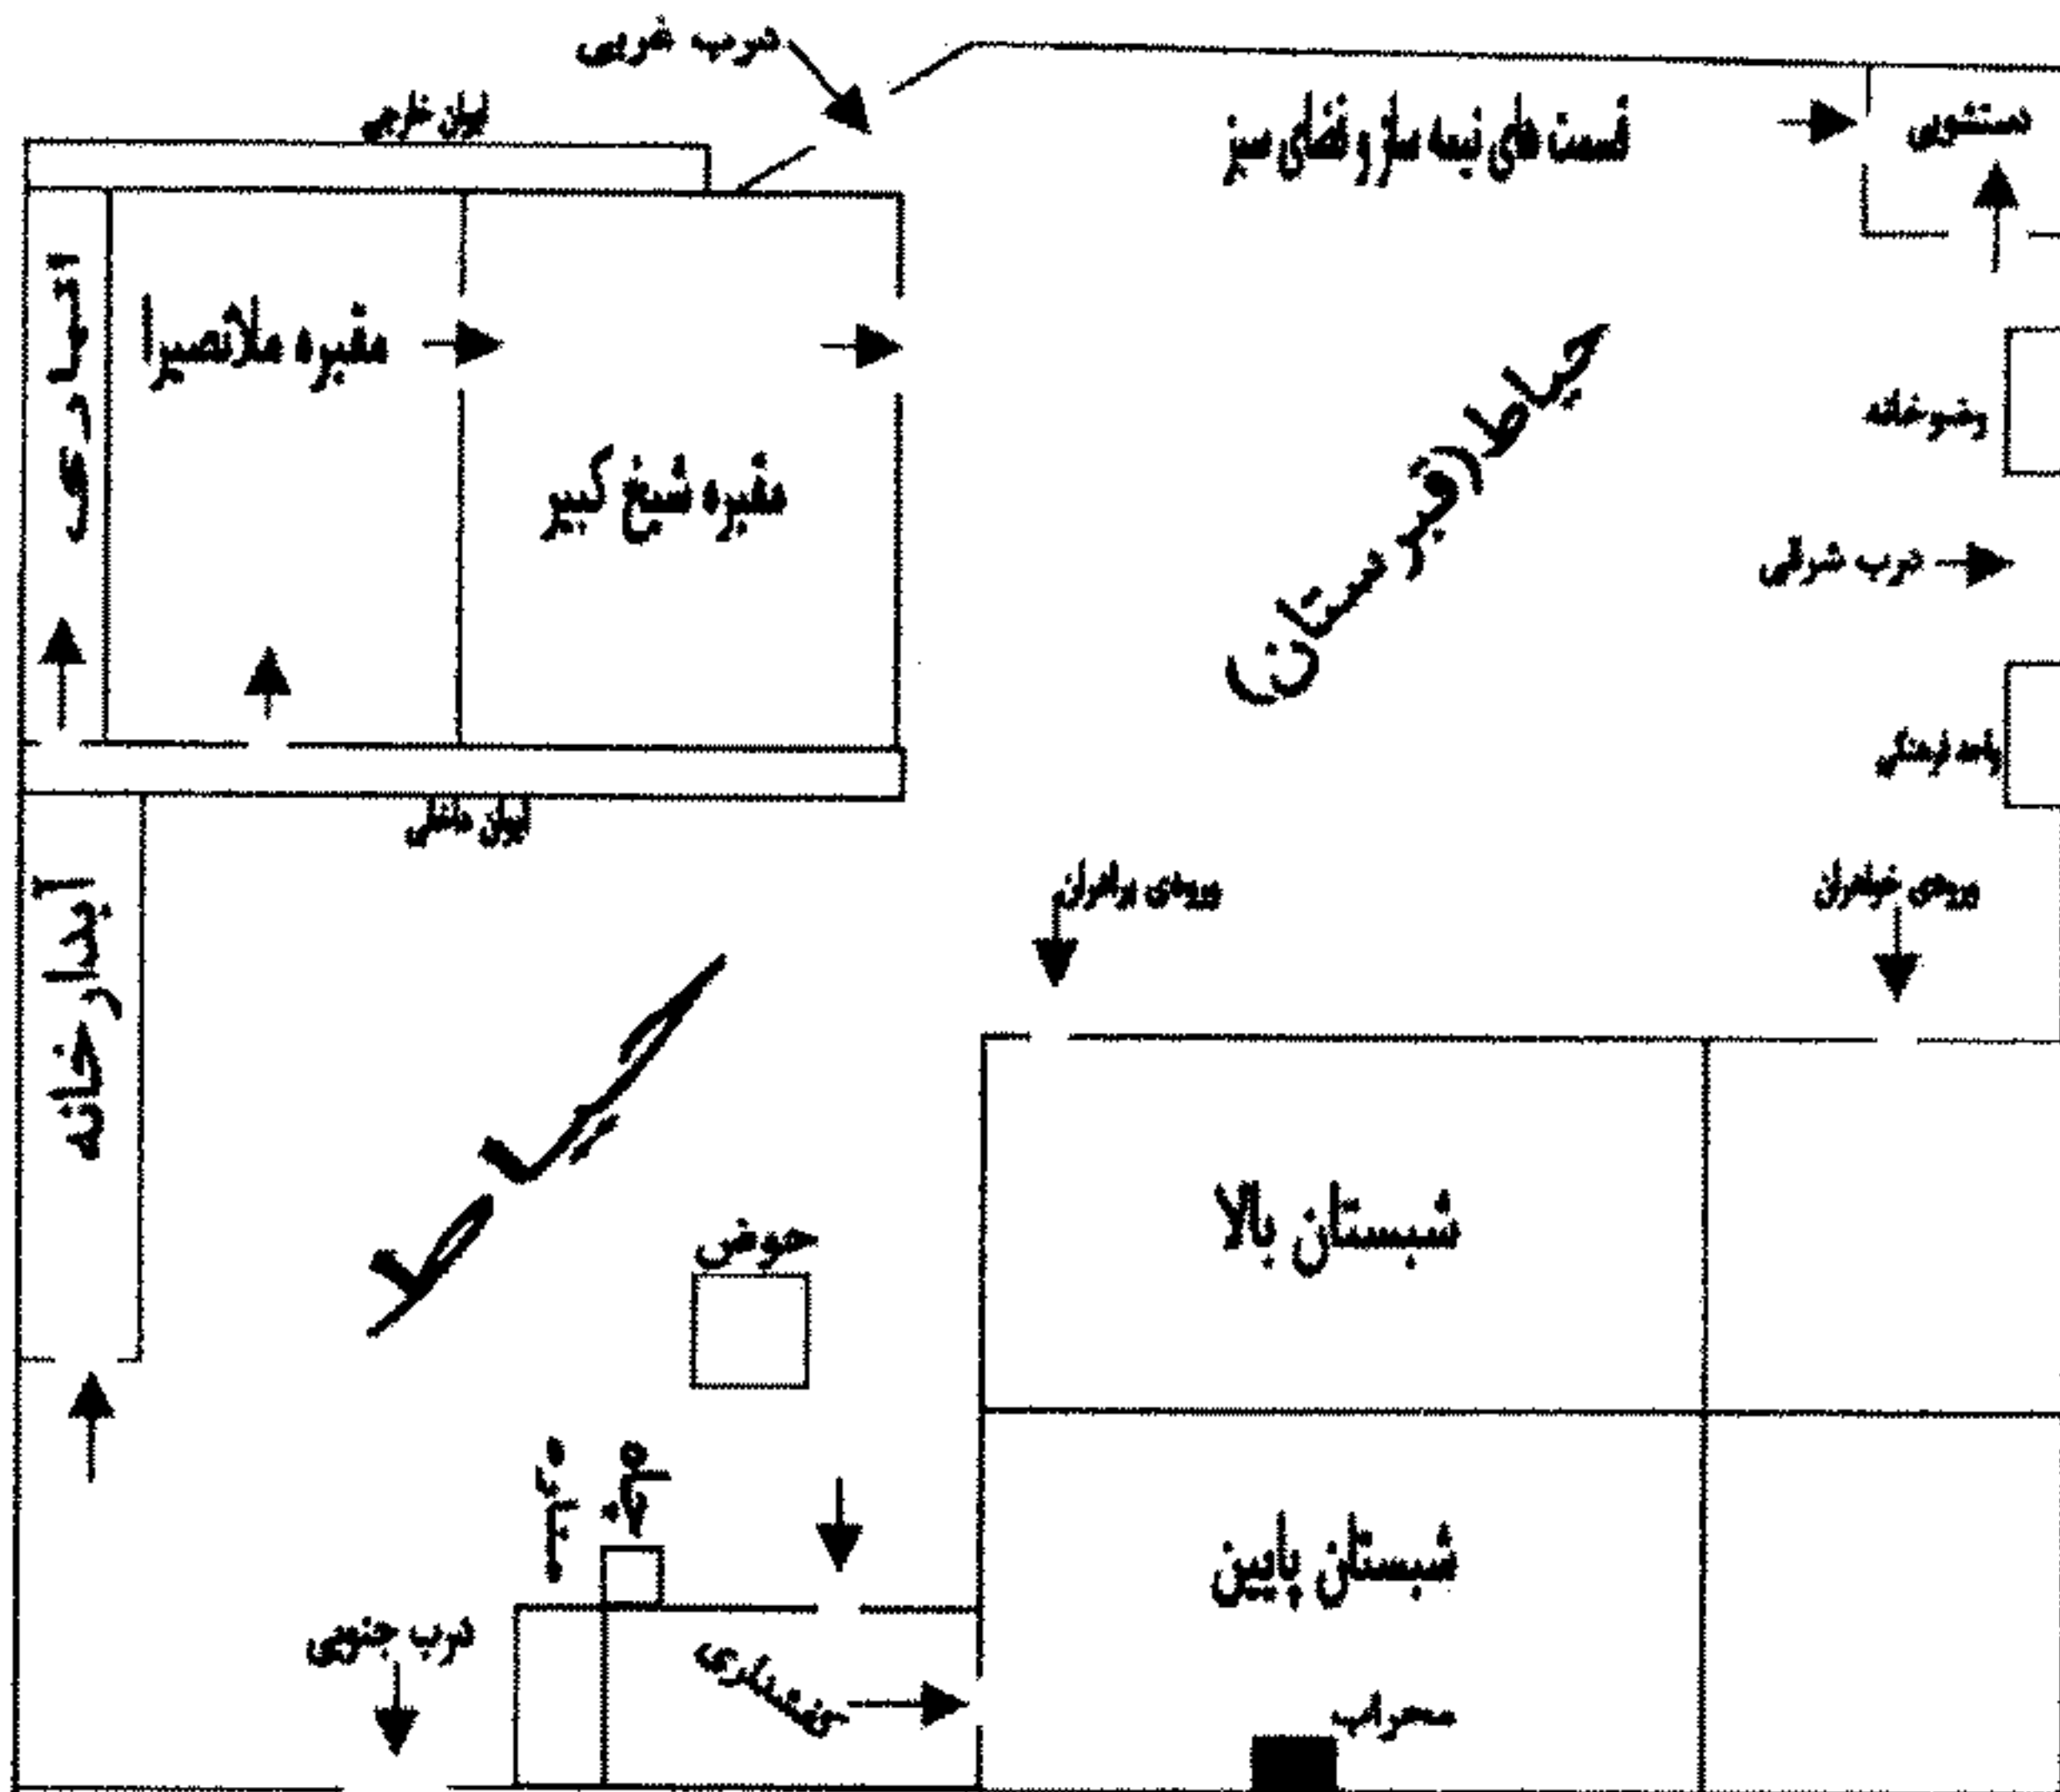 درب غربی
ایوان خارجی
قسمت های نیمه ساز و فضای سبز
دستشویی
مقبره ملانصیرا
مقبره شیخ کبیر
حیاط (قبرستان)
وضوخانه
درب شرقی
واحد فرهنگی
ایوان داخلی
ورودی برادران
ورودی خواهران
آبدارخانه
حوض
شبستان بالا
شبستان پایین
درب جنوبی
کفشداری
محراب